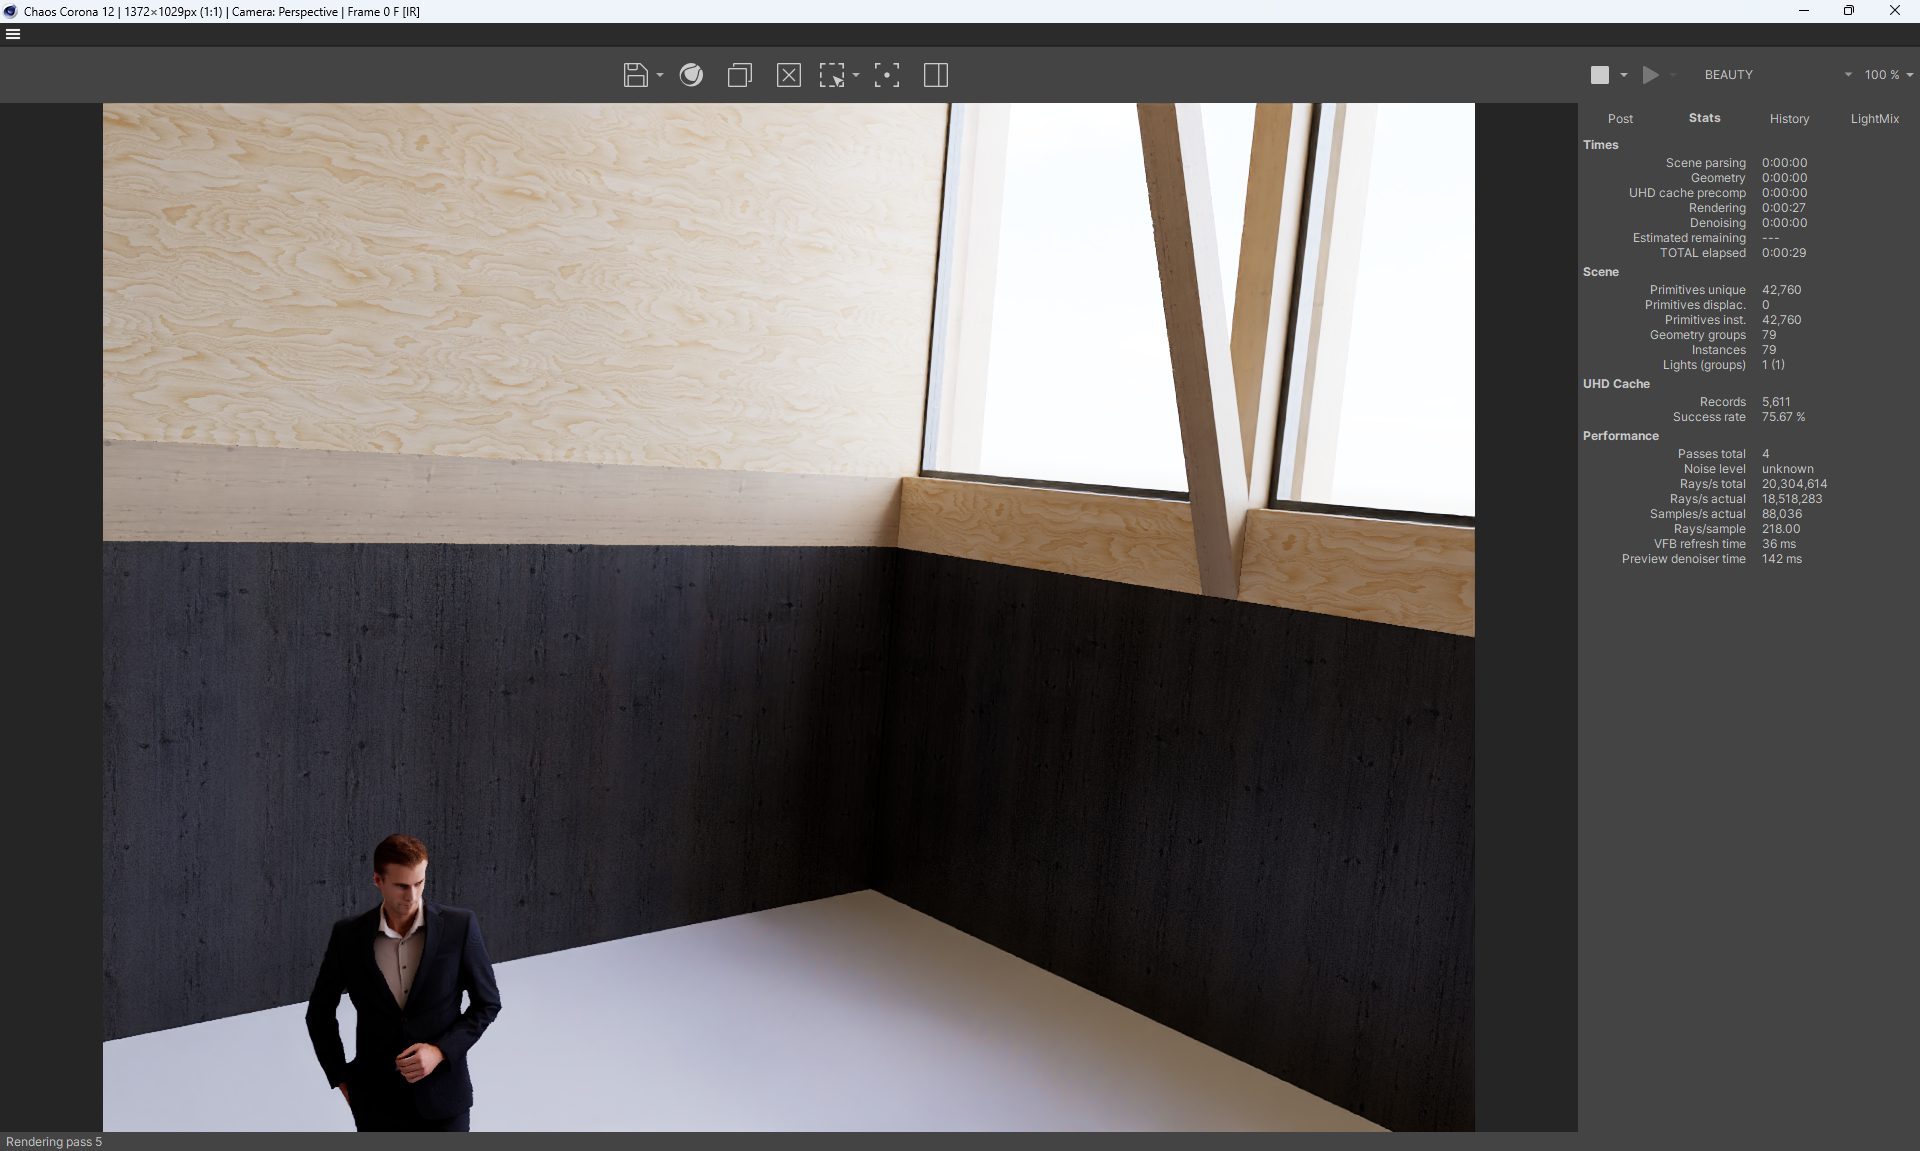 Chaos Corona 12 | 1372×1029px (1:1) | Camera: Perspective | Frame 0 F [IR]
BEAUTY 100 %
Post Stats History LightMix
Times
Scene parsing 0:00:00
Geometry 0:00:00
UHD cache precomp 0:00:00
Rendering 0:00:27
Denoising 0:00:00
Estimated remaining ---
TOTAL elapsed 0:00:29
Scene
Primitives unique 42,760
Primitives displac. 0
Primitives inst. 42,760
Geometry groups 79
Instances 79
Lights (groups) 1 (1)
UHD Cache
Records 5,611
Success rate 75.67 %
Performance
Passes total 4
Noise level unknown
Rays/s total 20,304,614
Rays/s actual 18,518,283
Samples/s actual 88,036
Rays/sample 218.00
VFB refresh time 36 ms
Preview denoiser time 142 ms
Rendering pass 5